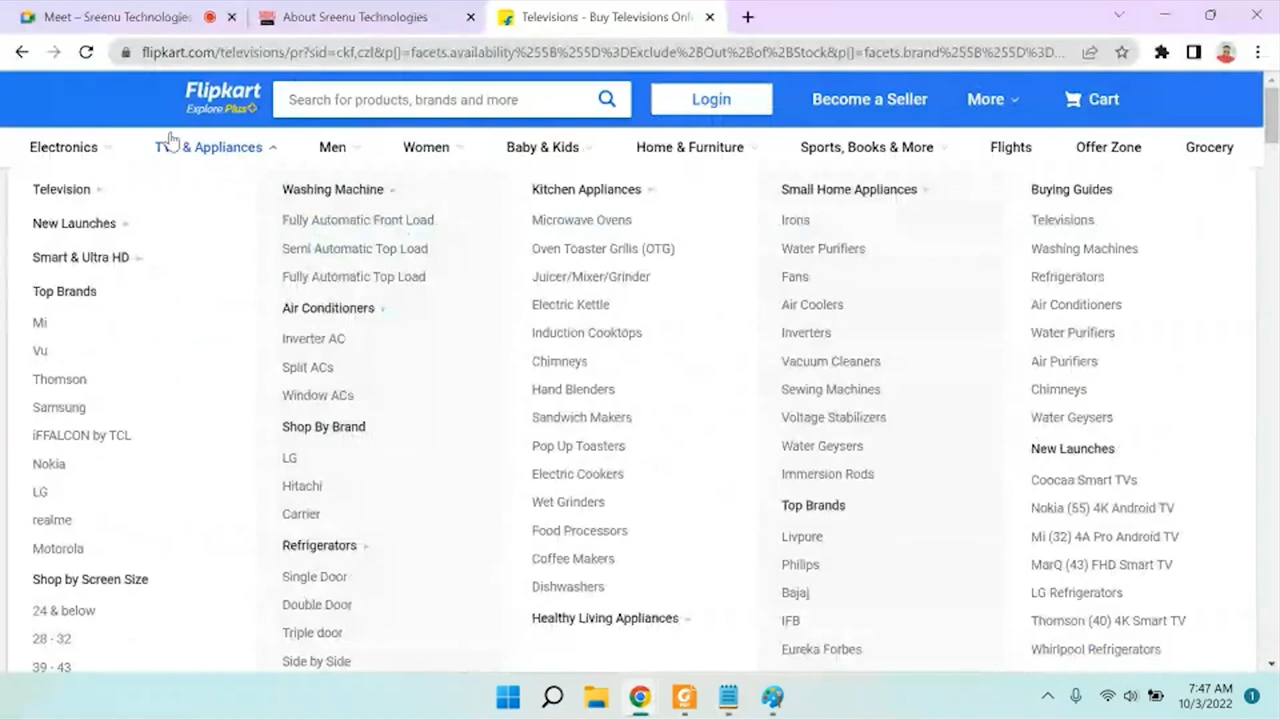 Meet – Sreenu Technologies
About Sreenu Technologies
Televisions - Buy Televisions Onl
flipkart.com/televisions/pr?sid=ckf,czl&p[]=facets.availability%255B%255D%3DExclude%2BOut%2Bof%2BStock&p[]=facets.brand%255B%255D%3D...
Flipkart
Explore Plus
Search for products, brands and more
Login
Become a Seller
More
Cart
Electronics
TVs & Appliances
Men
Women
Baby & Kids
Home & Furniture
Sports, Books & More
Flights
Offer Zone
Grocery
Television
New Launches
Smart & Ultra HD
Top Brands
Mi
Vu
Thomson
Samsung
iFFALCON by TCL
Nokia
LG
realme
Motorola
Shop by Screen Size
24 & below
28 - 32
39 - 43
Washing Machine
Fully Automatic Front Load
Semi Automatic Top Load
Fully Automatic Top Load
Air Conditioners
Inverter AC
Split ACs
Window ACs
Shop By Brand
LG
Hitachi
Carrier
Refrigerators
Single Door
Double Door
Triple door
Side by Side
Kitchen Appliances
Microwave Ovens
Oven Toaster Grills (OTG)
Juicer/Mixer/Grinder
Electric Kettle
Induction Cooktops
Chimneys
Hand Blenders
Sandwich Makers
Pop Up Toasters
Electric Cookers
Wet Grinders
Food Processors
Coffee Makers
Dishwashers
Healthy Living Appliances
Small Home Appliances
Irons
Water Purifiers
Fans
Air Coolers
Inverters
Vacuum Cleaners
Sewing Machines
Voltage Stabilizers
Water Geysers
Immersion Rods
Top Brands
Livpure
Philips
Bajaj
IFB
Eureka Forbes
Buying Guides
Televisions
Washing Machines
Refrigerators
Air Conditioners
Water Purifiers
Air Purifiers
Chimneys
Water Geysers
New Launches
Coocaa Smart TVs
Nokia (55) 4K Android TV
Mi (32) 4A Pro Android TV
MarQ (43) FHD Smart TV
LG Refrigerators
Thomson (40) 4K Smart TV
Whirlpool Refrigerators
7:47 AM
10/3/2022
1